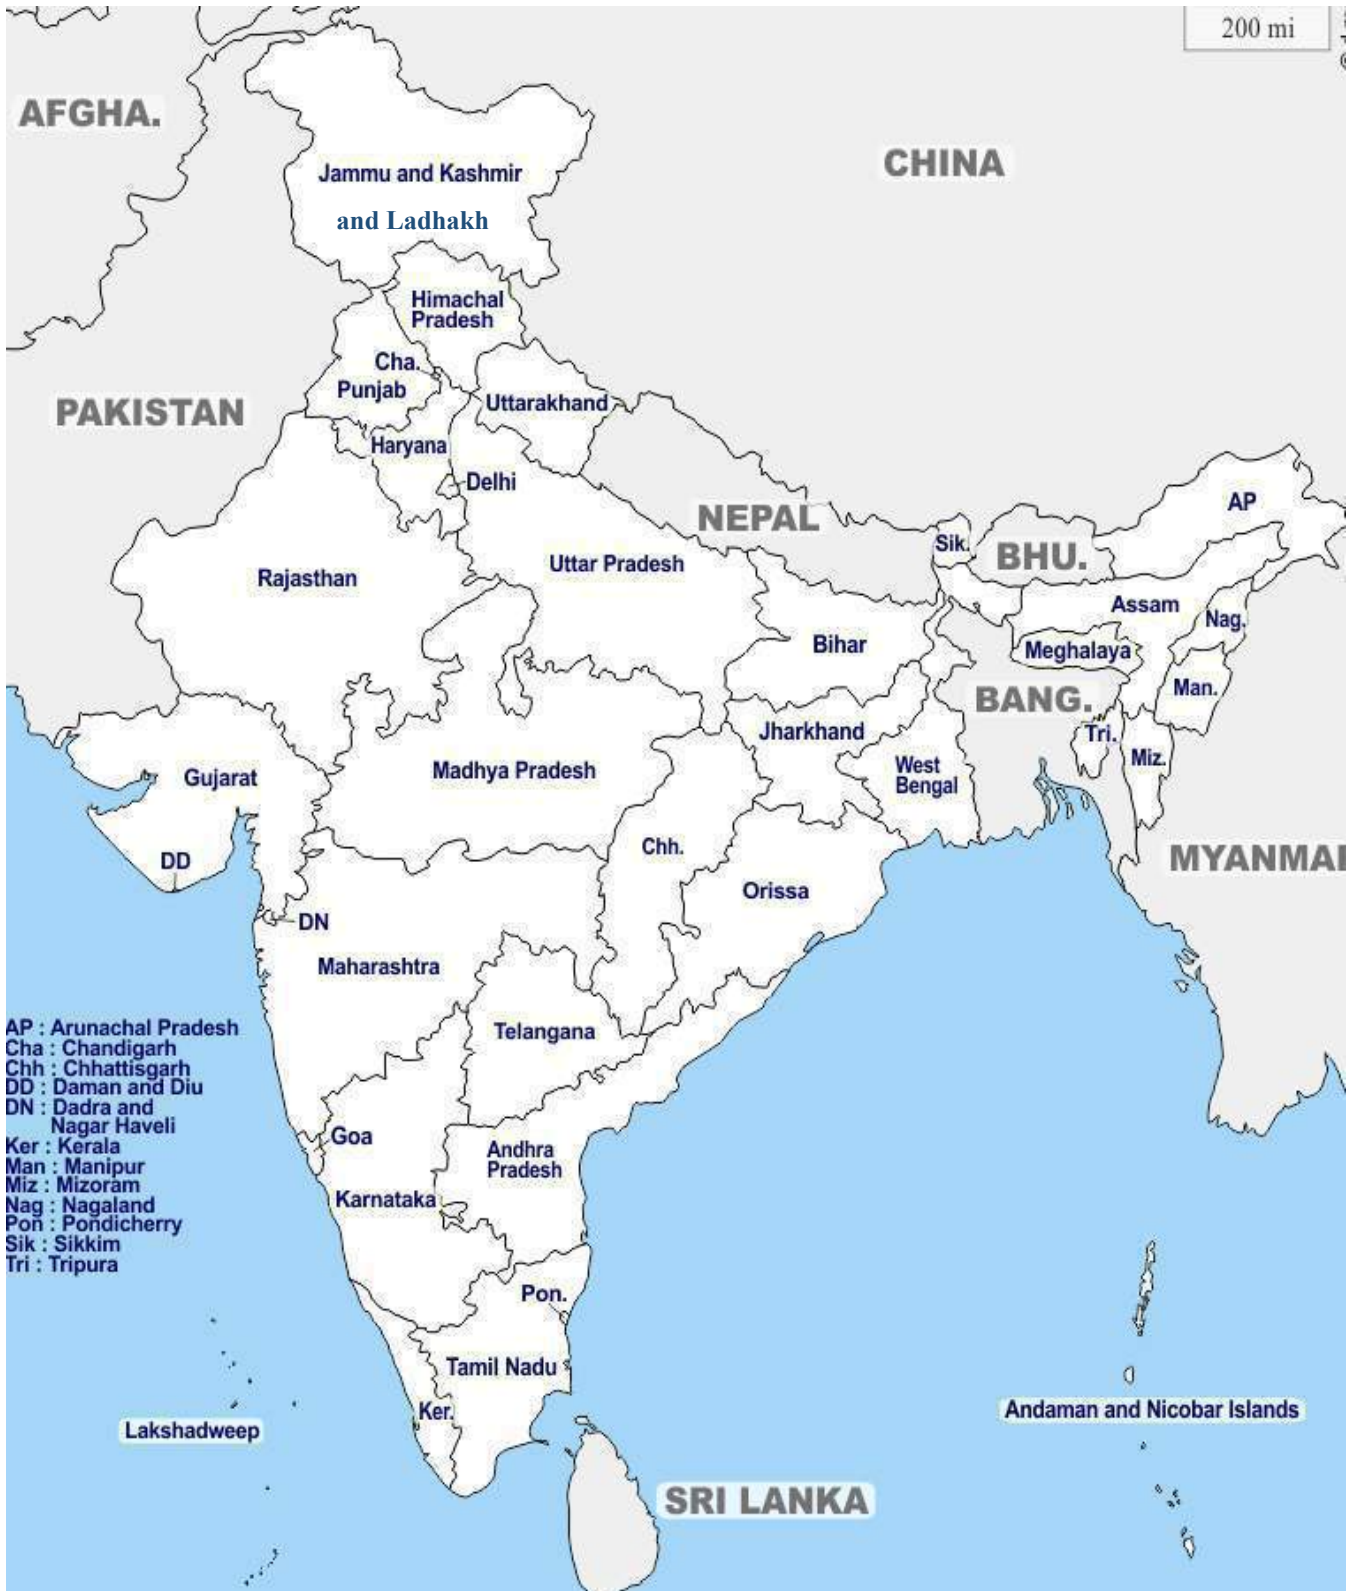 200 mi
AFGHA.
CHINA
Jammu and Kashmir
and Ladhakh
Himachal
Pradesh
Cha.
Punjab
PAKISTAN
Uttarakhand
Haryana
Delhi
NEPAL
AP
Sik.
BHU.
Rajasthan
Uttar Pradesh
Assam
Nag.
Bihar
Meghalaya
Man.
BANG.
Jharkhand
Tri.
Miz.
Gujarat
Madhya Pradesh
West
Bengal
Chh.
MYANMAR
DD
Orissa
DN
Maharashtra
Telangana
AP : Arunachal Pradesh
Cha : Chandigarh
Chh : Chhattisgarh
DD : Daman and Diu
DN : Dadra and
Nagar Haveli
Ker : Kerala
Man : Manipur
Miz : Mizoram
Nag : Nagaland
Pon : Pondicherry
Sik : Sikkim
Tri : Tripura
Goa
Andhra
Pradesh
Karnataka
Pon.
Tamil Nadu
Ker.
Lakshadweep
Andaman and Nicobar Islands
SRI LANKA